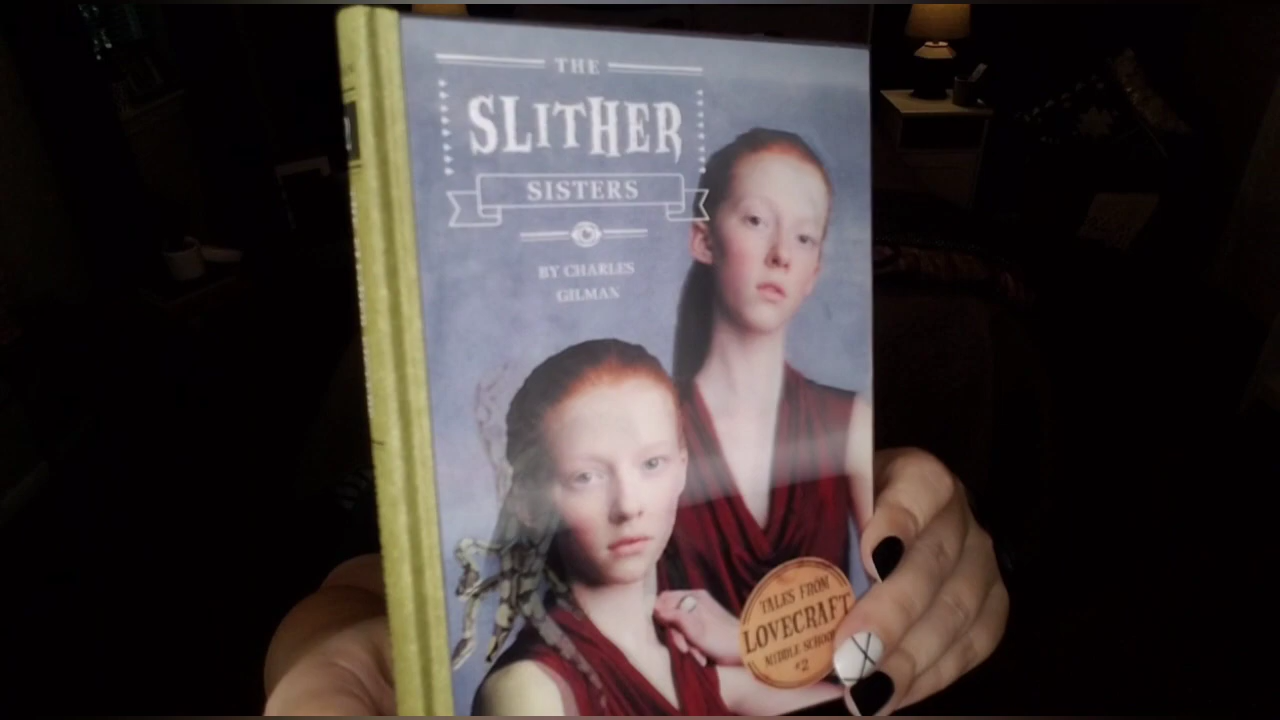 THE
SLITHER
SISTERS
BY CHARLES
GILMAN
TALES FROM
LOVECRAFT
MIDDLE SCHOOL
#2